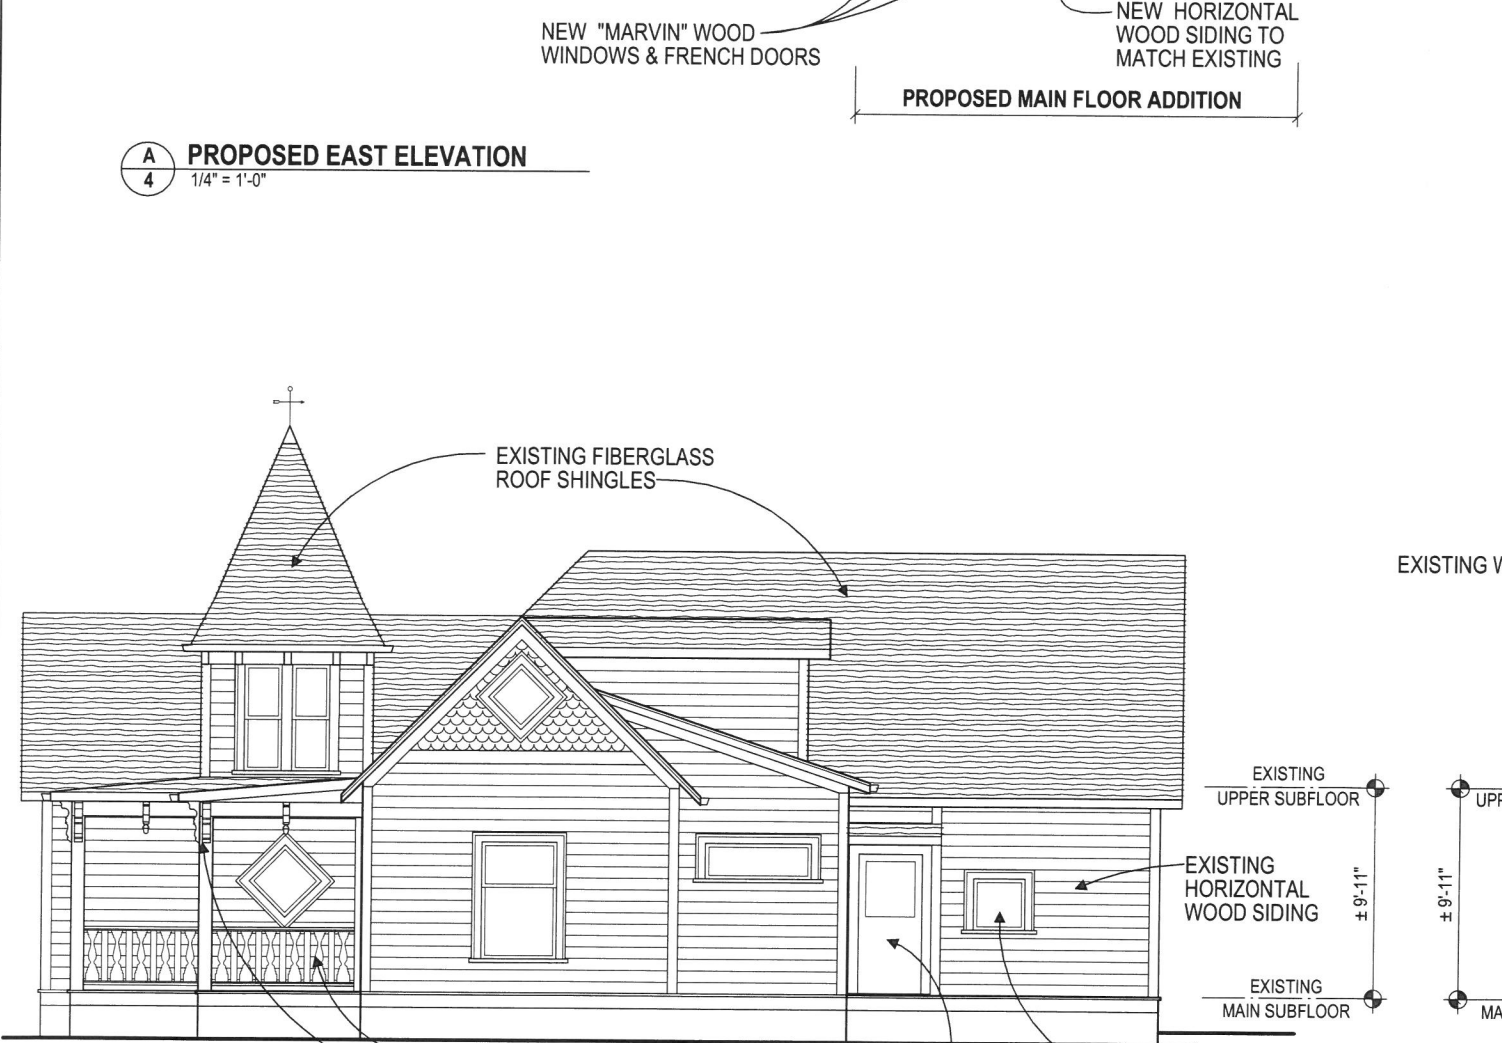 NEW "MARVIN" WOOD
WINDOWS & FRENCH DOORS
NEW HORIZONTAL
WOOD SIDING TO
MATCH EXISTING
PROPOSED MAIN FLOOR ADDITION
A
4
PROPOSED EAST ELEVATION
1/4" = 1'-0"
EXISTING FIBERGLASS
ROOF SHINGLES
EXISTING
EXISTING
UPPER SUBFLOOR
EXISTING
HORIZONTAL
WOOD SIDING
± 9'-11"
± 9'-11"
EXISTING
MAIN SUBFLOOR